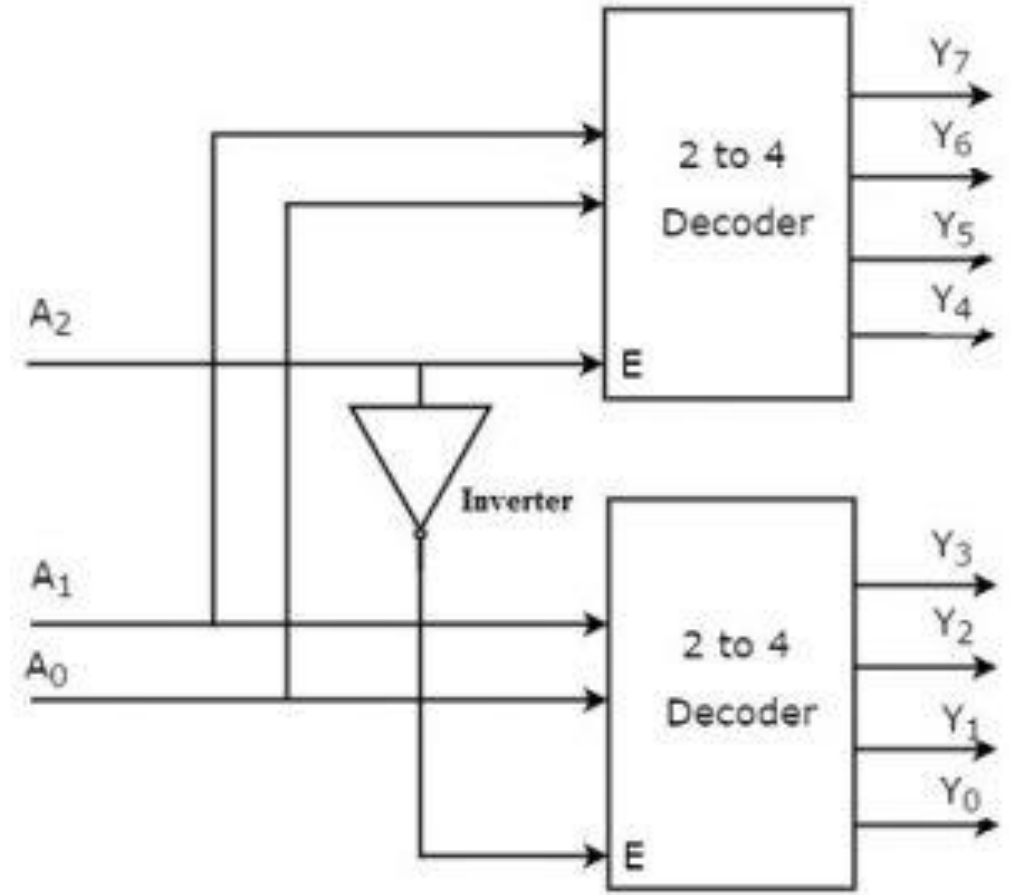 Y7
Y6
2 to 4
Decoder
Y5
Y4
A2
E
Inverter
Y3
A1
2 to 4
Y2
A0
Decoder
Y1
Y0
E